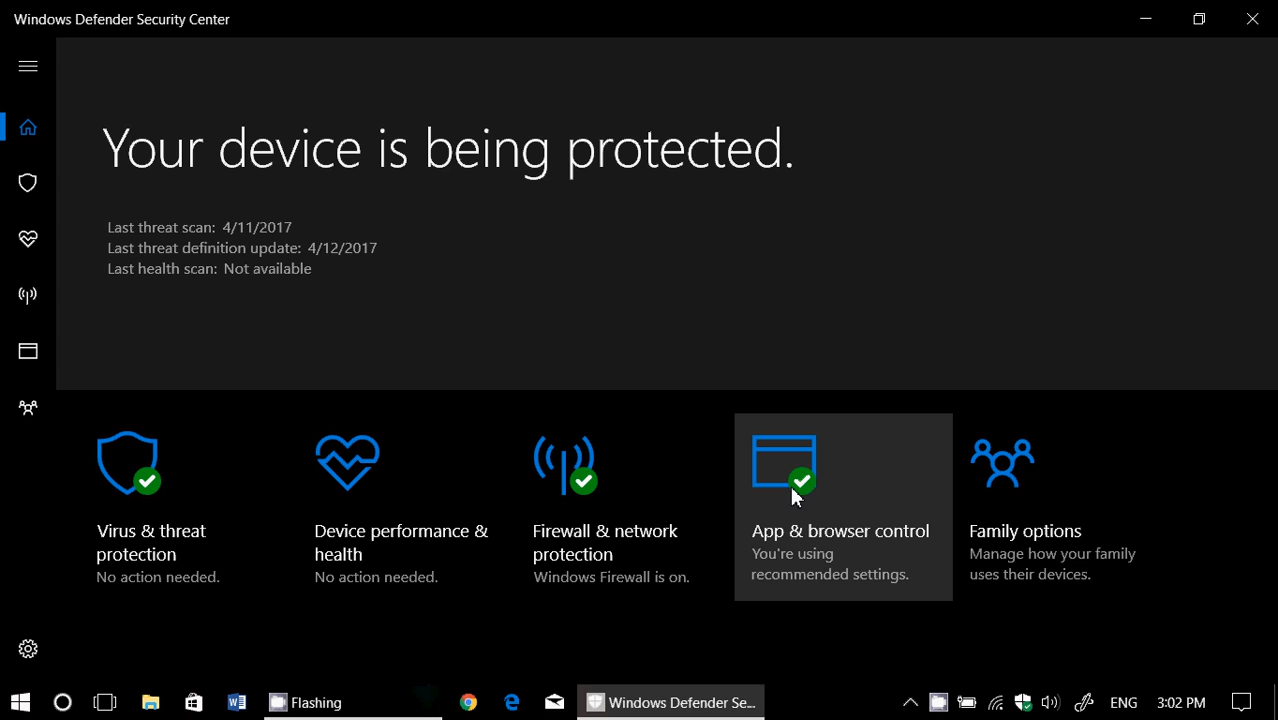 Windows Defender Security Center
Your device is being protected.
Last threat scan: 4/11/2017
Last threat definition update: 4/12/2017
Last health scan: Not available
Virus & threat
protection
No action needed.
Device performance &
health
No action needed.
Firewall & network
protection
Windows Firewall is on.
App & browser control
You're using
recommended settings.
Family options
Manage how your family
uses their devices.
Flashing
Windows Defender Se...
ENG
3:02 PM